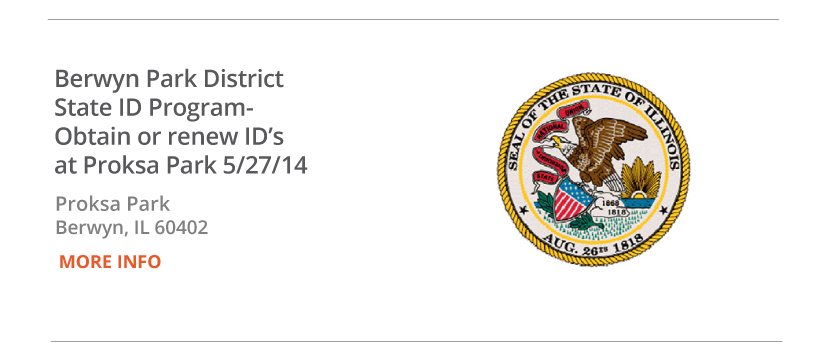 Berwyn Park District
State ID Program-
Obtain or renew ID’s
at Proksa Park 5/27/14
Proksa Park
Berwyn, IL 60402
MORE INFO
SEAL OF THE STATE OF ILLINOIS
UNION
NATIONAL
SOVEREIGNTY
STATE
1868
1818
AUG. 26TH 1818